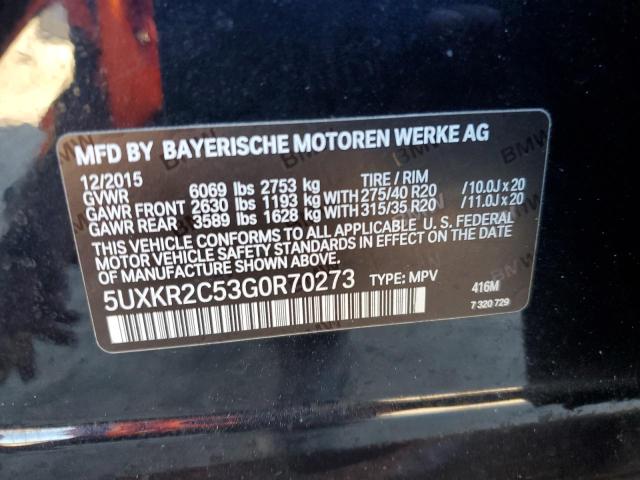 MFD BY BAYERISCHE MOTOREN WERKE AG
12/2015 TIRE / RIM
GVWR 6069 lbs 2753 kg
GAWR FRONT 2630 lbs 1193 kg WITH 275/40 R20 /10.0J x 20
GAWR REAR 3589 lbs 1628 kg WITH 315/35 R20 /11.0J x 20
THIS VEHICLE CONFORMS TO ALL APPLICABLE U. S. FEDERAL
MOTOR VEHICLE SAFETY STANDARDS IN EFFECT ON THE
DATE OF MANUFACTURE SHOWN ABOVE.
5UXKR2C53G0R70273 TYPE: MPV 416M
7 320 729